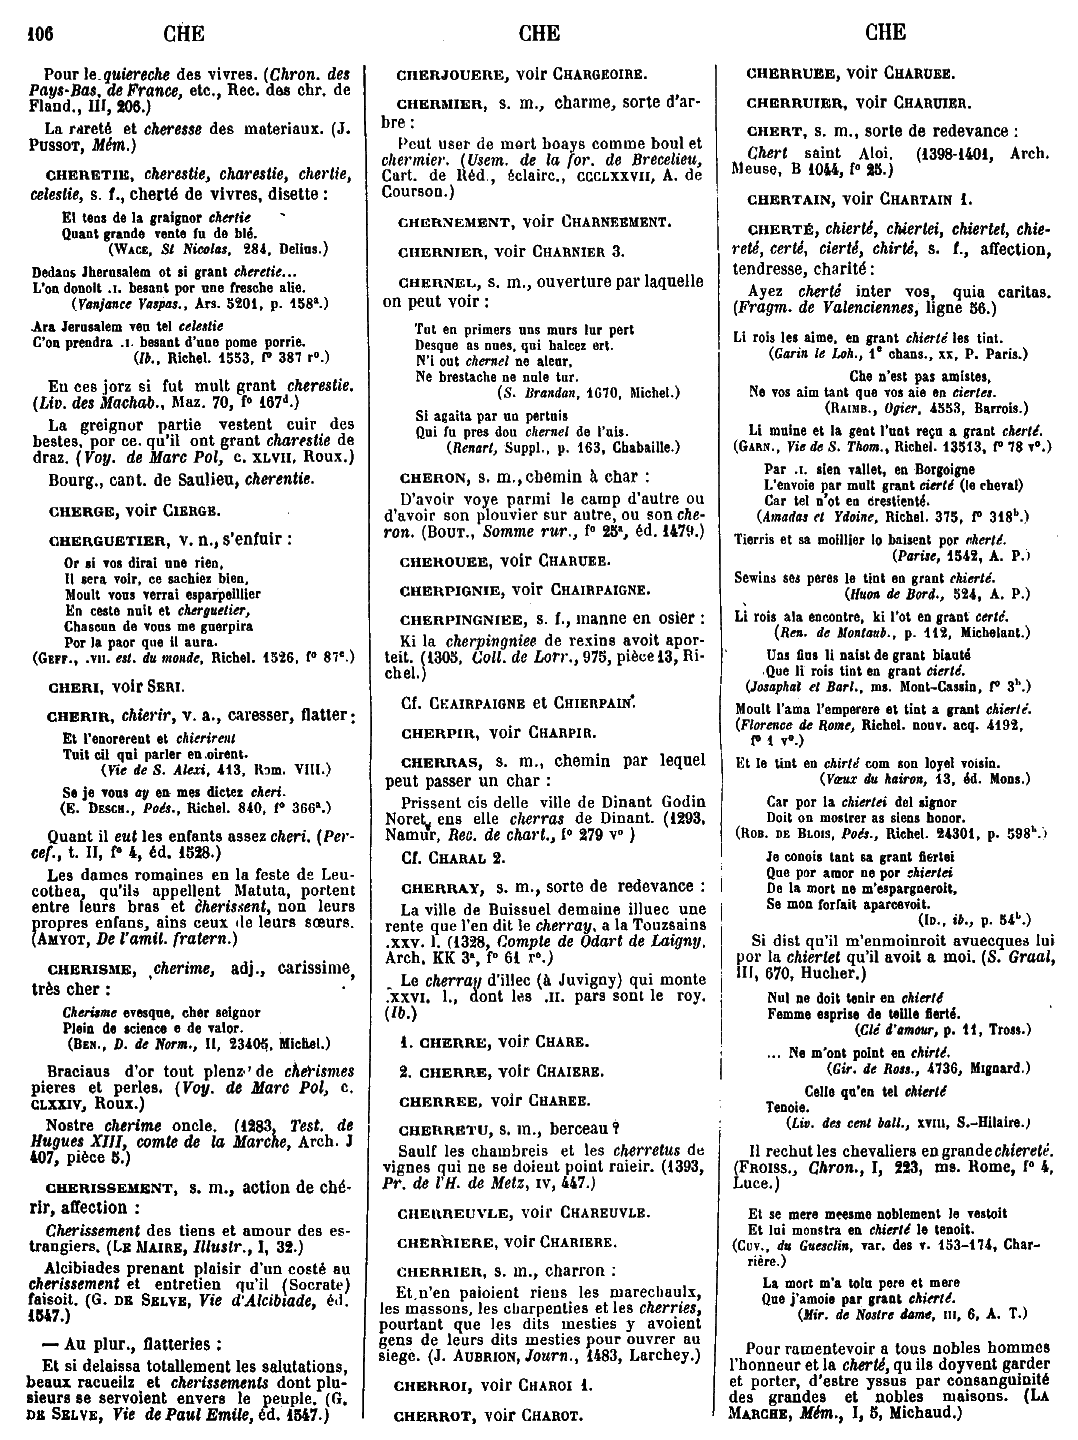 106 CHE CHE CHE
Pour le quiereche des vivres. (Chron. des
Pays-Bas, de France, etc., Rec. des chr. de
Fland., III, 206.)
La rareté et cheresse des materiaux. (J.
PUSSOT, Mém.)
CHERETIE, cherestie, charestie, chertie,
celestie, s. f., cherté de vivres, disette :
El tens de la graignor chertie
Quant grande vente fu de blé.
(WACE, St Nicolas, 284, Delius.)
Dedans Jherusalem ot si grant cheretie...
L'on donoit .I. besant por une fresche alie.
(Vanjance Vaspas., Ars. 5201, p. 158ª.)
Ara Jerusalem veu tel celestie
C'on prendra .I. besant d'une pome porrie.
(Ib., Richel. 1553, f° 387 r°.)
En ces jorz si fut mult grant cherestie.
(Liv. des Machab., Maz. 70, f° 167ᵈ.)
La greignor partie vestent cuir des
bestes, por ce qu'il ont grant charestie de
draz. (Voy. de Marc Pol, c. XLVII, Roux.)
Bourg., cant. de Saulieu, cherentie.
CHERGE, voir CIERGE.
CHERGUETIER, v. n., s'enfuir :
Or si vos dirai une rien,
Il sera voir, ce sachiez bien,
Moult vous verrai esparpeillier
En ceste nuit et cherguetier,
Chascun de vous me guerpira
Por la paor que il aura.
(GEFF., .VII. est. du monde, Richel. 1526, f° 87ᵉ.)
CHERI, voir SERI.
CHERIR, chierir, v. a., caresser, flatter :
Et l'enorerent et chierirent
Tuit cil qui parler en oirent.
(Vie de S. Alexi, 413, Rom. VIII.)
Se je vous ay en mes dictez cheri.
(E. DESCH., Poés., Richel. 840, f° 366ª.)
Quant il eut les enfants assez cheri. (Per-
cef., t. II, f° 4, éd. 1528.)
Les dames romaines en la feste de Leu-
cothea, qu'ils appellent Matuta, portent
entre leurs bras et cherissent, non leurs
propres enfans, ains ceux de leurs sœurs.
(AMYOT, De l'amit. fratern.)
CHERISME, cherime, adj., carissime,
très cher :
Cherisme evesque, cher seignor
Plein de science e de valor.
(BEN., D. de Norm., II, 23405, Michel.)
Braciaus d'or tout plenz de cherismes
pieres et perles. (Voy. de Marc Pol, c.
CLXXIV, Roux.)
Nostre cherime oncle. (1283, Test. de
Hugues XIII, comte de la Marche, Arch. J
407, pièce 5.)
CHERISSEMENT, s. m., action de ché-
rir, affection :
Cherissement des tiens et amour des es-
trangiers. (LE MAIRE, Illustr., I, 32.)
Alcibiades prenant plaisir d'un costé au
cherissement et entretien qu'il (Socrate)
faisoit. (G. DE SELVE, Vie d'Alcibiade, éd.
1547.)
— Au plur., flatteries :
Et si delaissa totallement les salutations,
beaux racueilz et cherissements dont plu-
sieurs se servoient envers le peuple. (G.
DE SELVE, Vie de Paul Emile, éd. 1547.)
CHERJOUERE, voir CHARGEOIRE.
CHERMIER, s. m., charme, sorte d'ar-
bre :
Peut user de mort boays comme boul et
chermier. (Usem. de la for. de Brecelieu,
Cart. de Réd., éclairc., CCCLXXVII, A. de
Courson.)
CHERNEMENT, voir CHARNEEMENT.
CHERNIER, voir CHARNIER 3.
CHERNEL, s. m., ouverture par laquelle
on peut voir :
Tut en primers uns murs lur pert
Desque as nues, qui halcez ert.
N'i out chernel ne aleur,
Ne brestache ne nule tur.
(S. Brandan, 1670, Michel.)
Si agaita par un pertuis
Qui fu pres dou chernel de l'uis.
(Renart, Suppl., p. 163, Chabaille.)
CHERON, s. m., chemin à char :
D'avoir voye parmi le camp d'autre ou
d'avoir son plouvier sur autre, ou son che-
ron. (BOUT., Somme rur., f° 25ª, éd. 1479.)
CHEROUEE, voir CHARUEE.
CHERPIGNIE, voir CHAIRPAIGNE.
CHERPINGNIEE, s. f., manne en osier :
Ki la cherpingniee de rexins avoit apor-
teit. (1305, Coll. de Lorr., 975, pièce 13, Ri-
chel.)
Cf. CHAIRPAIGNE et CHIERPAIN.
CHERPIR, voir CHARPIR.
CHERRAS, s. m., chemin par lequel
peut passer un char :
Prissent cis delle ville de Dinant Godin
Noret, ens elle cherras de Dinant. (1293,
Namur, Rec. de chart., f° 279 v°)
Cf. CHARAL 2.
CHERRAY, s. m., sorte de redevance :
La ville de Buissuel demaine illuec une
rente que l'en dit le cherray, a la Touzsains
.XXV. l. (1328, Compte de Odart de Laigny,
Arch. KK 3ª, f° 61 r°.)
Le cherray d'illec (à Juvigny) qui monte
.XXVI. l., dont les .II. pars sont le roy.
(Ib.)
1. CHERRE, voir CHARE.
2. CHERRE, voir CHAIERE.
CHERREE, voir CHAREE.
CHERRETU, s. m., berceau ?
Saulf les chambreis et les cherretus de
vignes qui ne se doient point raieir. (1393,
Pr. de l'H. de Metz, IV, 447.)
CHERREUVLE, voir CHAREUVLE.
CHERRIERE, voir CHARIERE.
CHERRIER, s. m., charron :
Et n'en paioient riens les marechaulx,
les massons, les charpenties et les cherries,
pourtant que les dits mesties y avoient
gens de leurs dits mesties pour ouvrer au
siege. (J. AUBRION, Journ., 1483, Larchey.)
CHERROI, voir CHAROI 1.
CHERROT, voir CHAROT.
CHERRUEE, voir CHARUEE.
CHERRUIER, voir CHARUIER.
CHERT, s. m., sorte de redevance :
Chert saint Aloi. (1398-1401, Arch.
Meuse, B 1044, f° 25.)
CHERTAIN, voir CHARTAIN 1.
CHERTÉ, chierté, chiertei, chiertet, chie-
reté, certé, cierté, chirté, s. f., affection,
tendresse, charité :
Ayez cherté inter vos, quia caritas.
(Fragm. de Valenciennes, ligne 56.)
Li rois les aime, en grant chierté les tint.
(Garin le Loh., 1ᵉ chans., XX, P. Paris.)
Che n'est pas amistes,
Ne vos aim tant que vos aie en ciertes.
(RAIMB., Ogier, 4553, Barrois.)
Li muine et la gent l'unt reçu a grant cherté.
(GARN., Vie de S. Thom., Richel. 13513, f° 78 v°.)
Par .I. sien vallet, en Borgoigne
L'envoie par mult grant cierté (le cheval)
Car tel n'ot en crestienté.
(Amadas et Ydoine, Richel. 375, f° 318ᵇ.)
Tierris et sa moillier lo baisent por cherté.
(Parise, 1542, A. P.)
Sewins ses peres le tint en grant chierté.
(Huon de Bord., 524, A. P.)
Li rois ala encontre, ki l'ot en grant certé.
(Ren. de Montaub., p. 112, Michelant.)
Uns fius li naist de grant biauté
Que li rois tint en grant cierté.
(Josaphat et Barl., ms. Mont-Cassin, f° 3ᵇ.)
Moult l'ama l'emperere et tint a grant chierté.
(Florence de Rome, Richel. nouv. acq. 4192,
f° 1 v°.)
Et le tint en chirté com son loyel voisin.
(Vœux du hairon, 13, éd. Mons.)
Car por la chiertei del signor
Doit on mostrer as siens honor.
(ROB. DE BLOIS, Poés., Richel. 24301, p. 598ᵇ.)
Je conois tant sa grant fiertei
Que por amor ne por chiertei
De la mort ne m'espargneroit,
Se mon forfait aparcevoit.
(ID., ib., p. 54ᵇ.)
Si dist qu'il m'enmoinroit avuecques lui
por la chiertet qu'il avoit a moi. (S. Graal,
III, 670, Hucher.)
Nul ne doit tenir en chierté
Femme esprise de teille fierté.
(Clé d'amour, p. 11, Tross.)
... Ne m'ont point en chirté.
(Gir. de Ross., 4736, Mignard.)
Celle qu'en tel chierté
Tenoie.
(Liv. des cent ball., XVIII, S.-Hilaire.)
Il rechut les chevaliers en grande chiereté.
(FROISS., Chron., I, 223, ms. Rome, f° 4,
Luce.)
Et se mere meesme noblement le vestoit
Et lui monstra en chierté le tenoit.
(CUV., du Guesclin, var. des v. 153-174, Char-
rière.)
La mort m'a tolu pere et mere
Que j'amoie par grant chierté.
(Mir. de Nostre dame, III, 6, A. T.)
Pour ramentevoir a tous nobles hommes
l'honneur et la cherté, qu ils doyvent garder
et porter, d'estre yssus par consanguinité
des grandes et nobles maisons. (LA
MARCHE, Mém., I, 5, Michaud.)